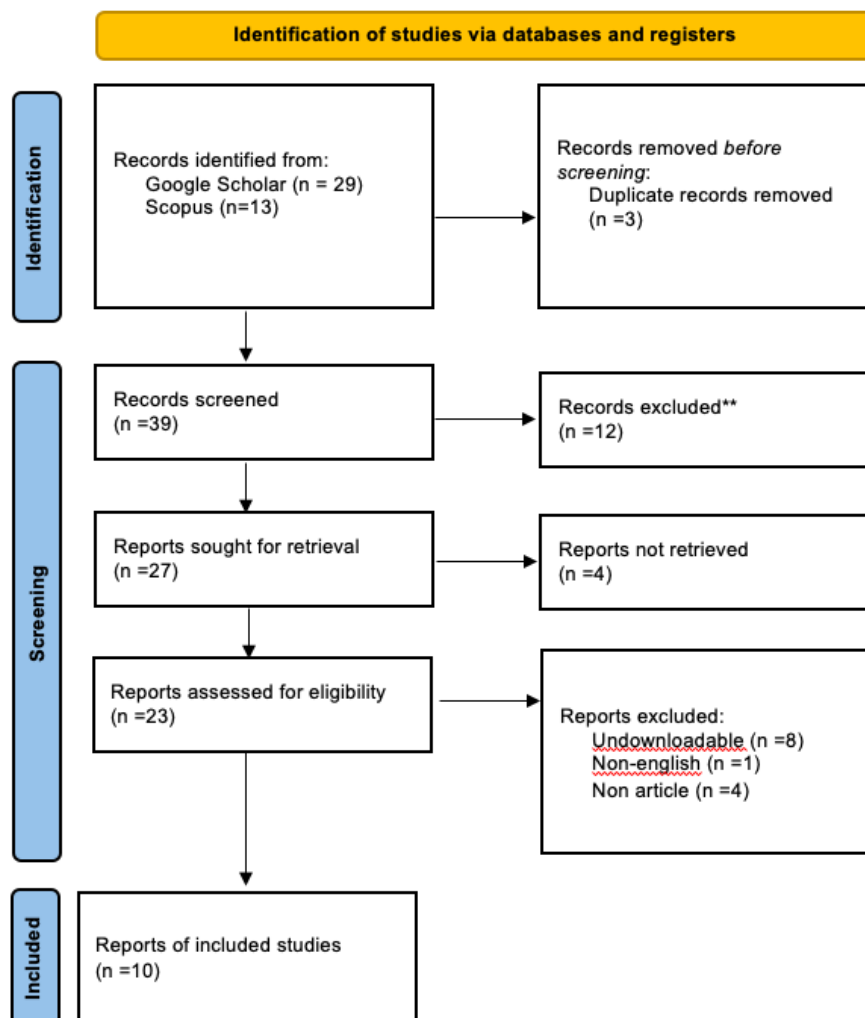 Identification of studies via databases and registers
Identification
Records identified from:
Google Scholar (n = 29)
Scopus (n=13)
Records removed before
screening:
Duplicate records removed
(n =3)
Screening
Records screened
(n =39)
Records excluded**
(n =12)
Reports sought for retrieval
(n =27)
Reports not retrieved
(n =4)
Reports assessed for eligibility
(n =23)
Reports excluded:
Undownloadable (n =8)
Non-english (n =1)
Non article (n =4)
Included
Reports of included studies
(n =10)